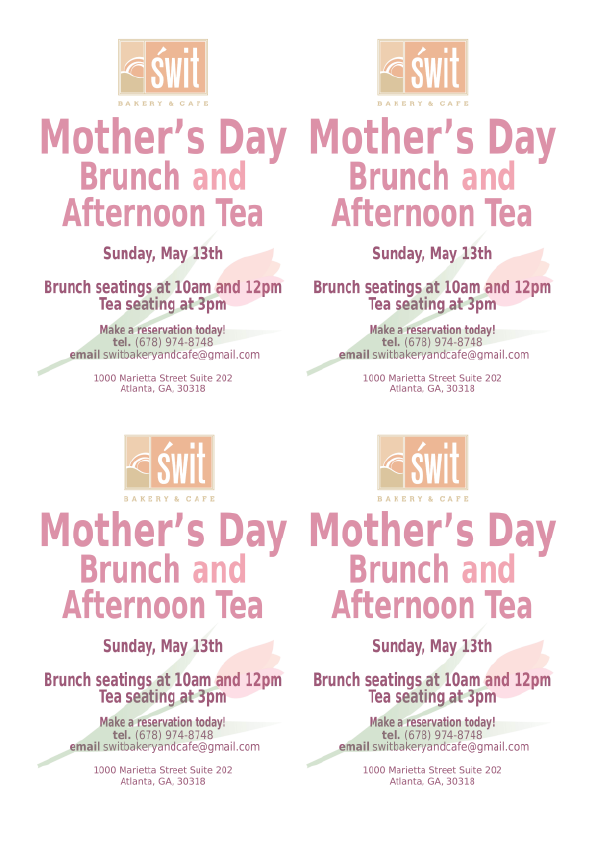 świt
BAKERY & CAFE
Mother’s Day
Brunch and
Afternoon Tea
Sunday, May 13th
Brunch seatings at 10am and 12pm
Tea seating at 3pm
Make a reservation today!
tel. (678) 974-8748
email switbakeryandcafe@gmail.com
1000 Marietta Street Suite 202
Atlanta, GA, 30318
świt
BAKERY & CAFE
Mother’s Day
Brunch and
Afternoon Tea
Sunday, May 13th
Brunch seatings at 10am and 12pm
Tea seating at 3pm
Make a reservation today!
tel. (678) 974-8748
email switbakeryandcafe@gmail.com
1000 Marietta Street Suite 202
Atlanta, GA, 30318
świt
BAKERY & CAFE
Mother’s Day
Brunch and
Afternoon Tea
Sunday, May 13th
Brunch seatings at 10am and 12pm
Tea seating at 3pm
Make a reservation today!
tel. (678) 974-8748
email switbakeryandcafe@gmail.com
1000 Marietta Street Suite 202
Atlanta, GA, 30318
świt
BAKERY & CAFE
Mother’s Day
Brunch and
Afternoon Tea
Sunday, May 13th
Brunch seatings at 10am and 12pm
Tea seating at 3pm
Make a reservation today!
tel. (678) 974-8748
email switbakeryandcafe@gmail.com
1000 Marietta Street Suite 202
Atlanta, GA, 30318